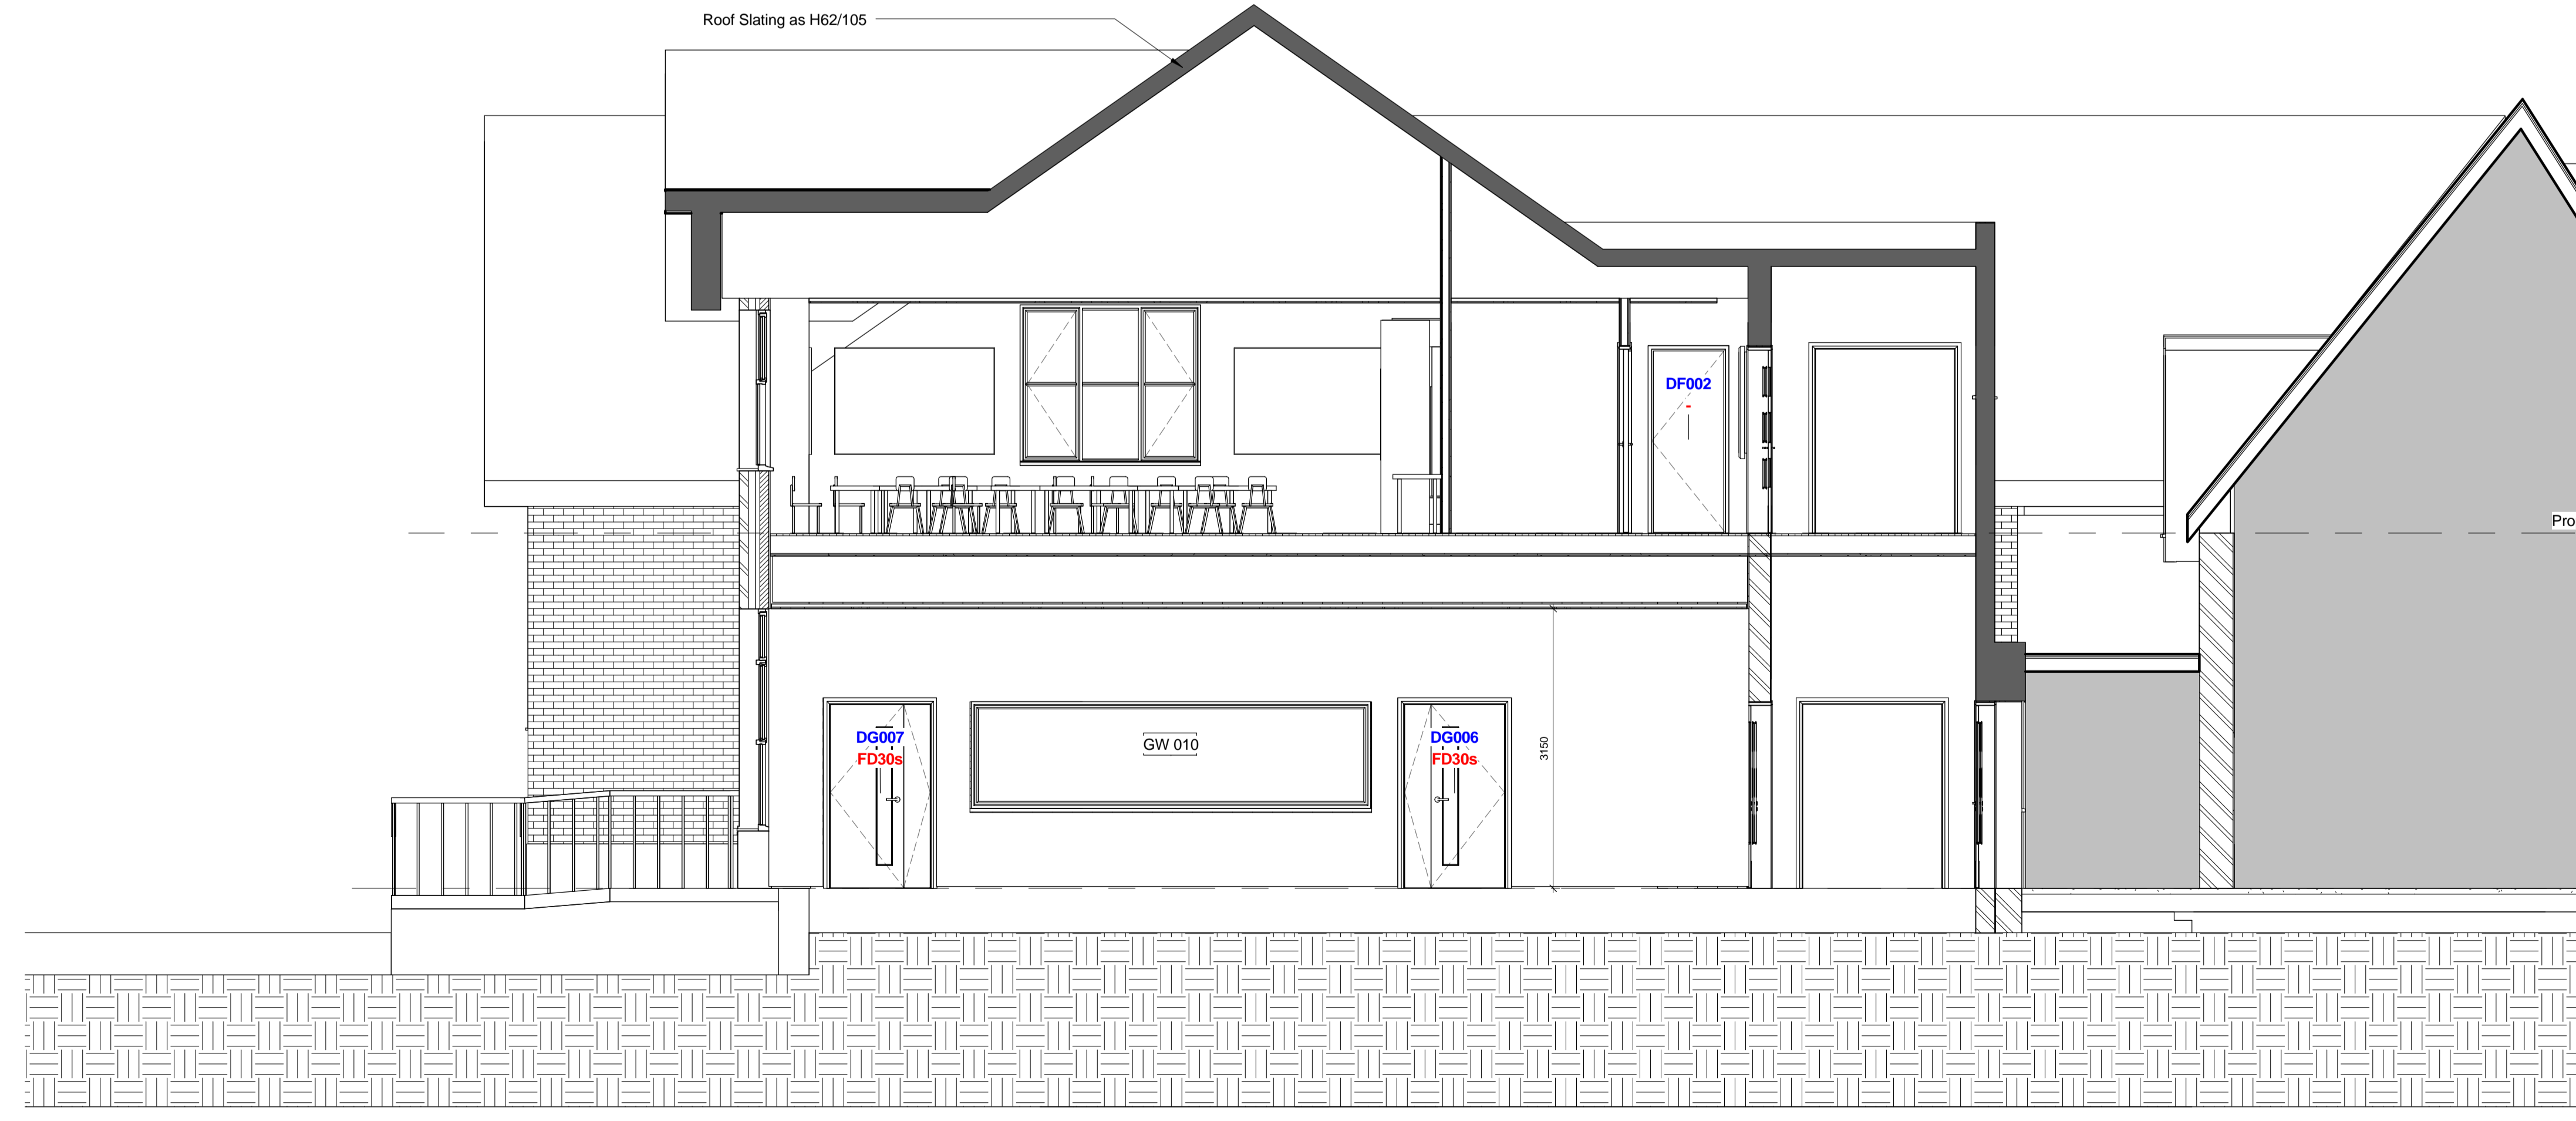 Roof Slating as H62/105
DF002
-
Pro
DG007
FD30s
GW 010
DG006
FD30s
3150